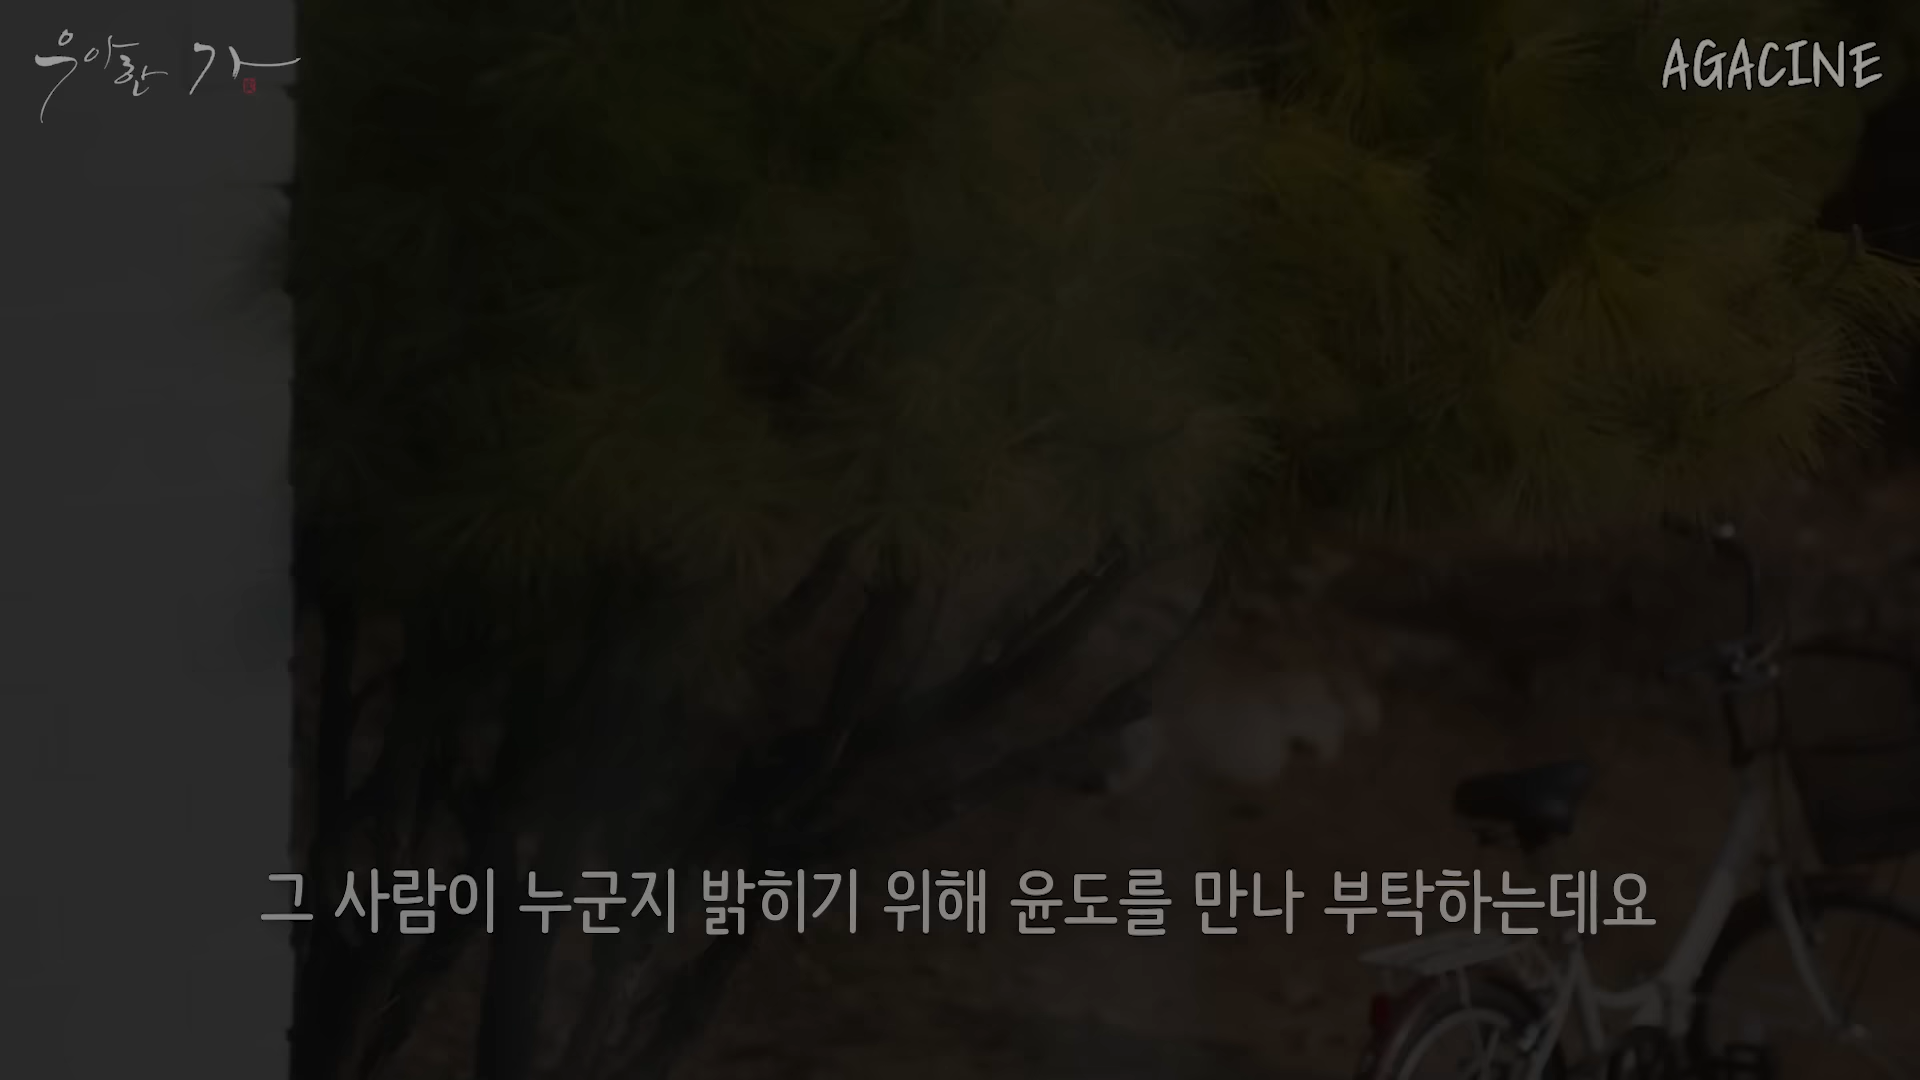 우아한 가
AGACINE
그 사람이 누군지 밝히기 위해 윤도를 만나 부탁하는데요